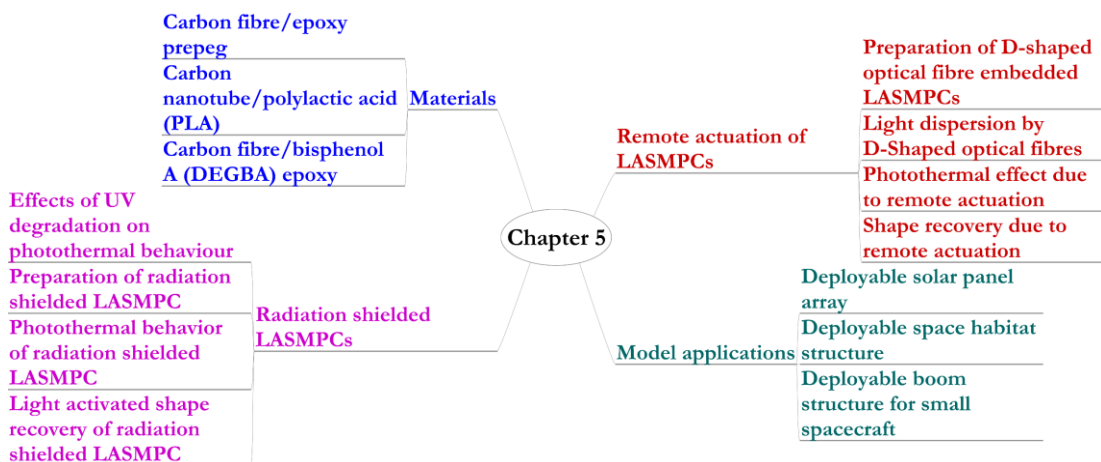 Carbon fibre/epoxy
prepeg
Carbon
nanotube/polylactic acid
(PLA)
Carbon fibre/bisphenol
A (DEGBA) epoxy
Materials
Effects of UV
degradation on
photothermal behaviour
Preparation of radiation
shielded LASMPC
Photothermal behavior
of radiation shielded
LASMPC
Light activated shape
recovery of radiation
shielded LASMPC
Radiation shielded
LASMPCs
Chapter 5
Remote actuation of
LASMPCs
Preparation of D-shaped
optical fibre embedded
LASMPCs
Light dispersion by
D-Shaped optical fibres
Photothermal effect due
to remote actuation
Shape recovery due to
remote actuation
Model applications
Deployable solar panel
array
Deployable space habitat
structure
Deployable boom
structure for small
spacecraft